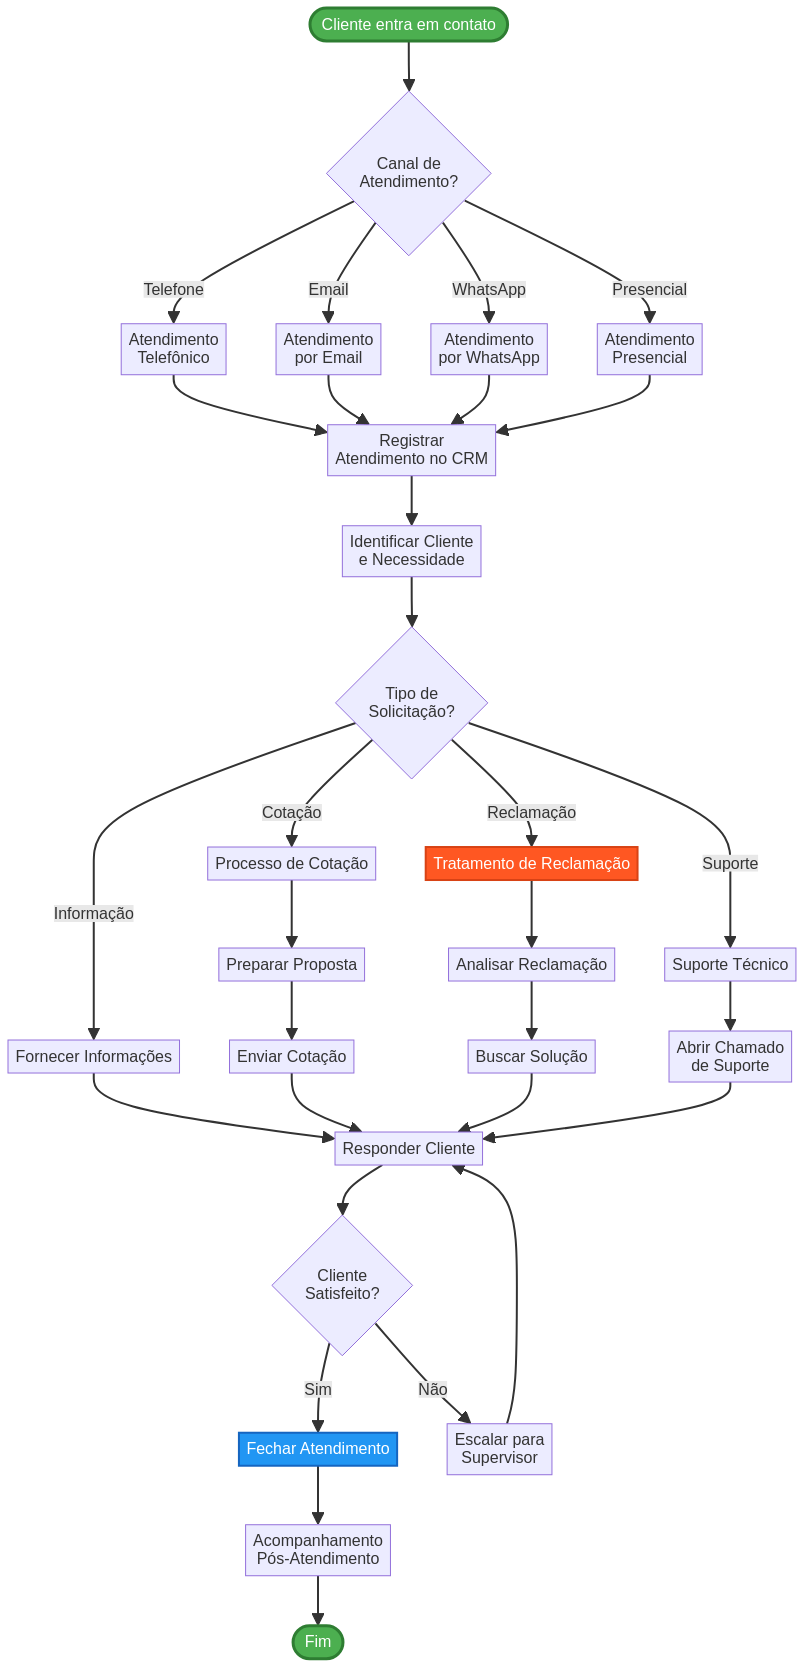 Cliente entra em contato
Canal de
Atendimento?
Telefone
Email
WhatsApp
Presencial
Atendimento
Telefônico
Atendimento
por Email
Atendimento
por WhatsApp
Atendimento
Presencial
Registrar
Atendimento no CRM
Identificar Cliente
e Necessidade
Tipo de
Solicitação?
Cotação
Reclamação
Processo de Cotação
Tratamento de Reclamação
Suporte
Informação
Preparar Proposta
Analisar Reclamação
Suporte Técnico
Fornecer Informações
Enviar Cotação
Buscar Solução
Abrir Chamado
de Suporte
Responder Cliente
Cliente
Satisfeito?
Sim
Não
Fechar Atendimento
Escalar para
Supervisor
Acompanhamento
Pós-Atendimento
Fim